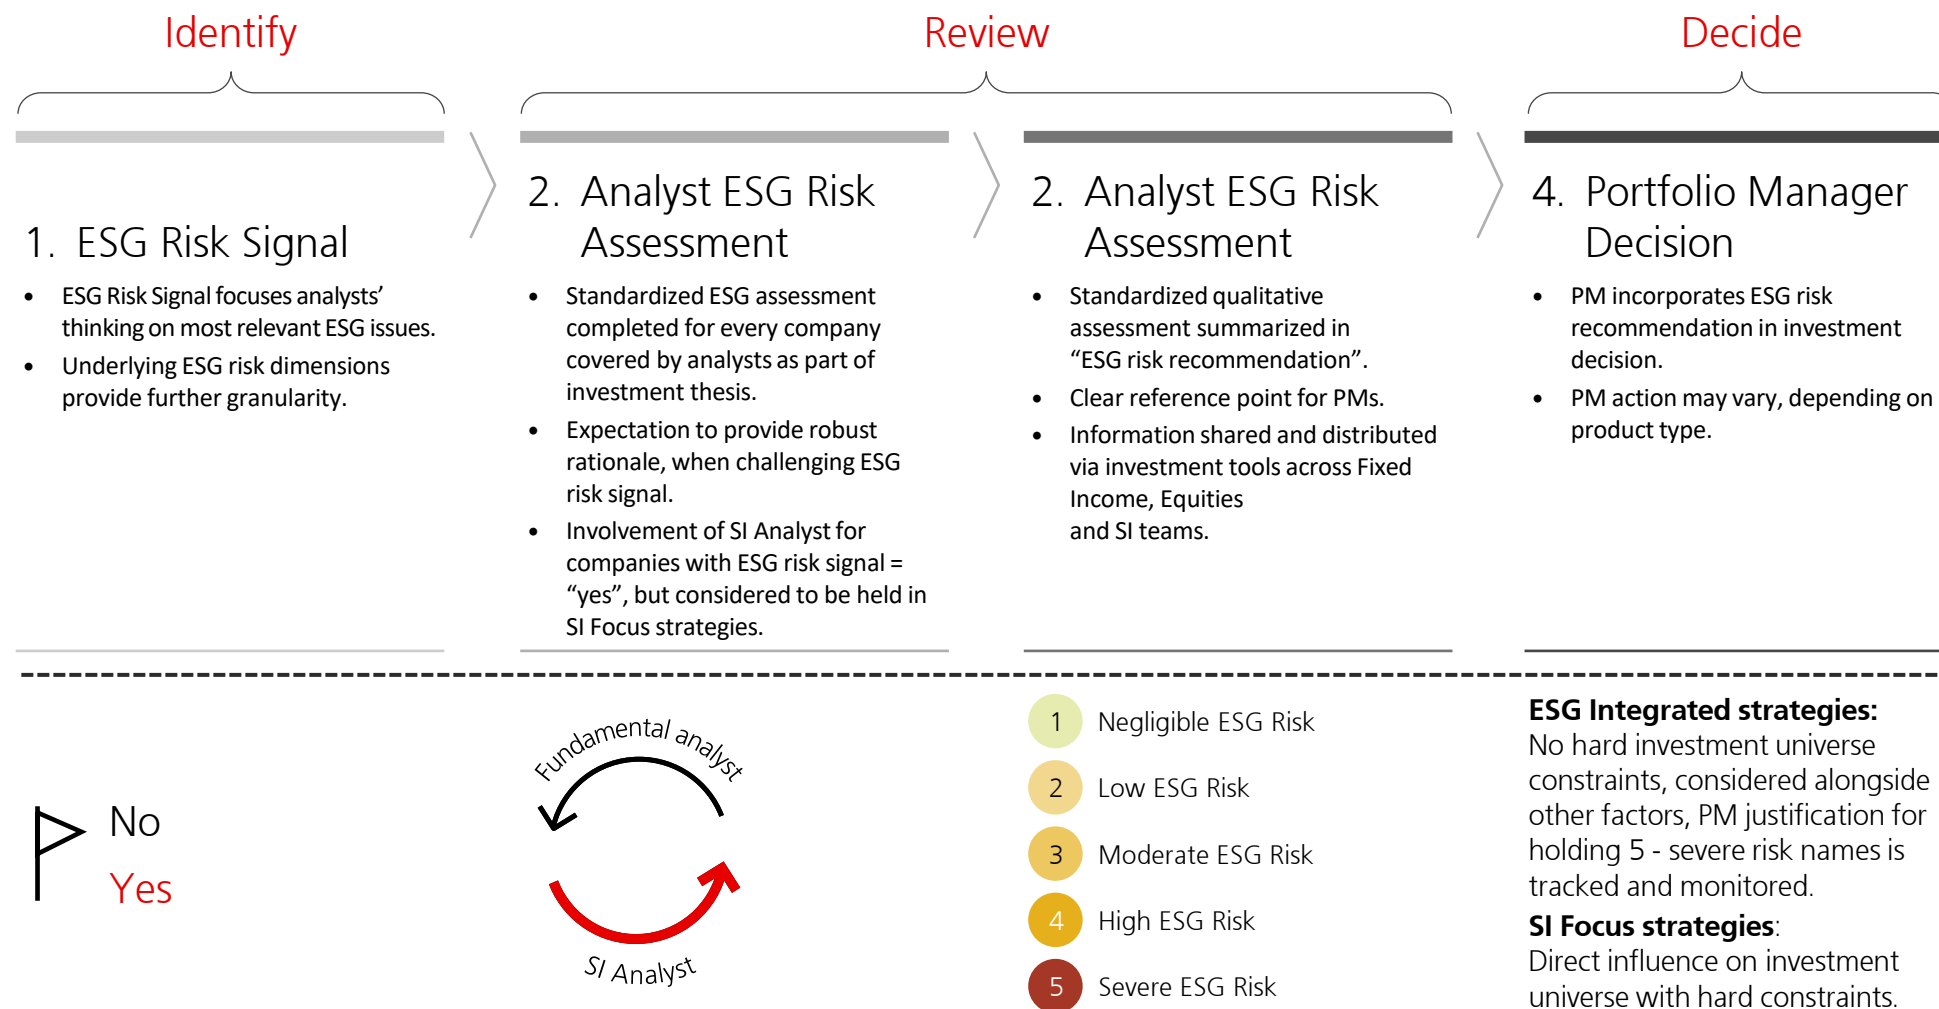 Identify
Review
Decide
1. ESG Risk Signal
• ESG Risk Signal focuses analysts’
thinking on most relevant ESG issues.
• Underlying ESG risk dimensions
provide further granularity.
2. Analyst ESG Risk
Assessment
• Standardized ESG assessment
completed for every company
covered by analysts as part of
investment thesis.
• Expectation to provide robust
rationale, when challenging ESG
risk signal.
• Involvement of SI Analyst for
companies with ESG risk signal =
“yes”, but considered to be held in
SI Focus strategies.
2. Analyst ESG Risk
Assessment
• Standardized qualitative
assessment summarized in
“ESG risk recommendation”.
• Clear reference point for PMs.
• Information shared and distributed
via investment tools across Fixed
Income, Equities
and SI teams.
4. Portfolio Manager
Decision
• PM incorporates ESG risk
recommendation in investment
decision.
• PM action may vary, depending on
product type.
No
Yes
Fundamental analyst
SI Analyst
1 Negligible ESG Risk
2 Low ESG Risk
3 Moderate ESG Risk
4 High ESG Risk
5 Severe ESG Risk
ESG Integrated strategies:
No hard investment universe
constraints, considered alongside
other factors, PM justification for
holding 5 - severe risk names is
tracked and monitored.
SI Focus strategies:
Direct influence on investment
universe with hard constraints.